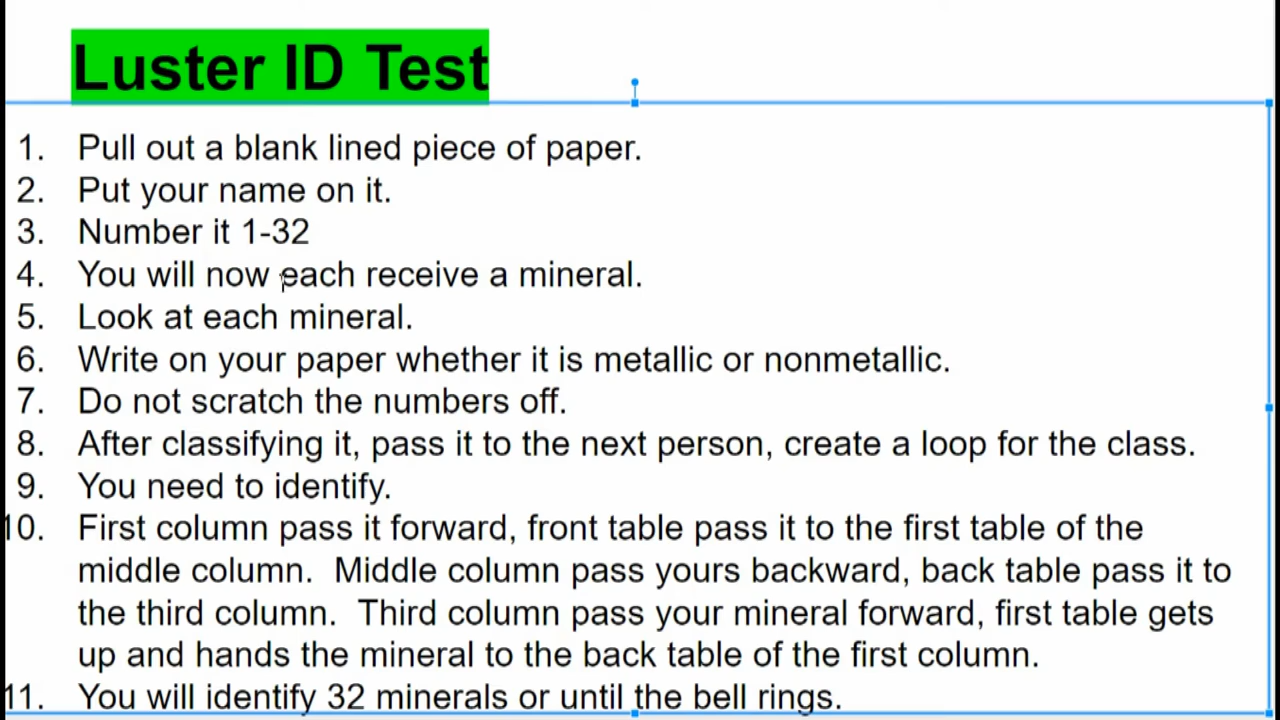 Luster ID Test
1. Pull out a blank lined piece of paper.
2. Put your name on it.
3. Number it 1-32
4. You will now each receive a mineral.
5. Look at each mineral.
6. Write on your paper whether it is metallic or nonmetallic.
7. Do not scratch the numbers off.
8. After classifying it, pass it to the next person, create a loop for the class.
9. You need to identify.
10. First column pass it forward, front table pass it to the first table of the
middle column.  Middle column pass yours backward, back table pass it to
the third column.  Third column pass your mineral forward, first table gets
up and hands the mineral to the back table of the first column.
11. You will identify 32 minerals or until the bell rings.